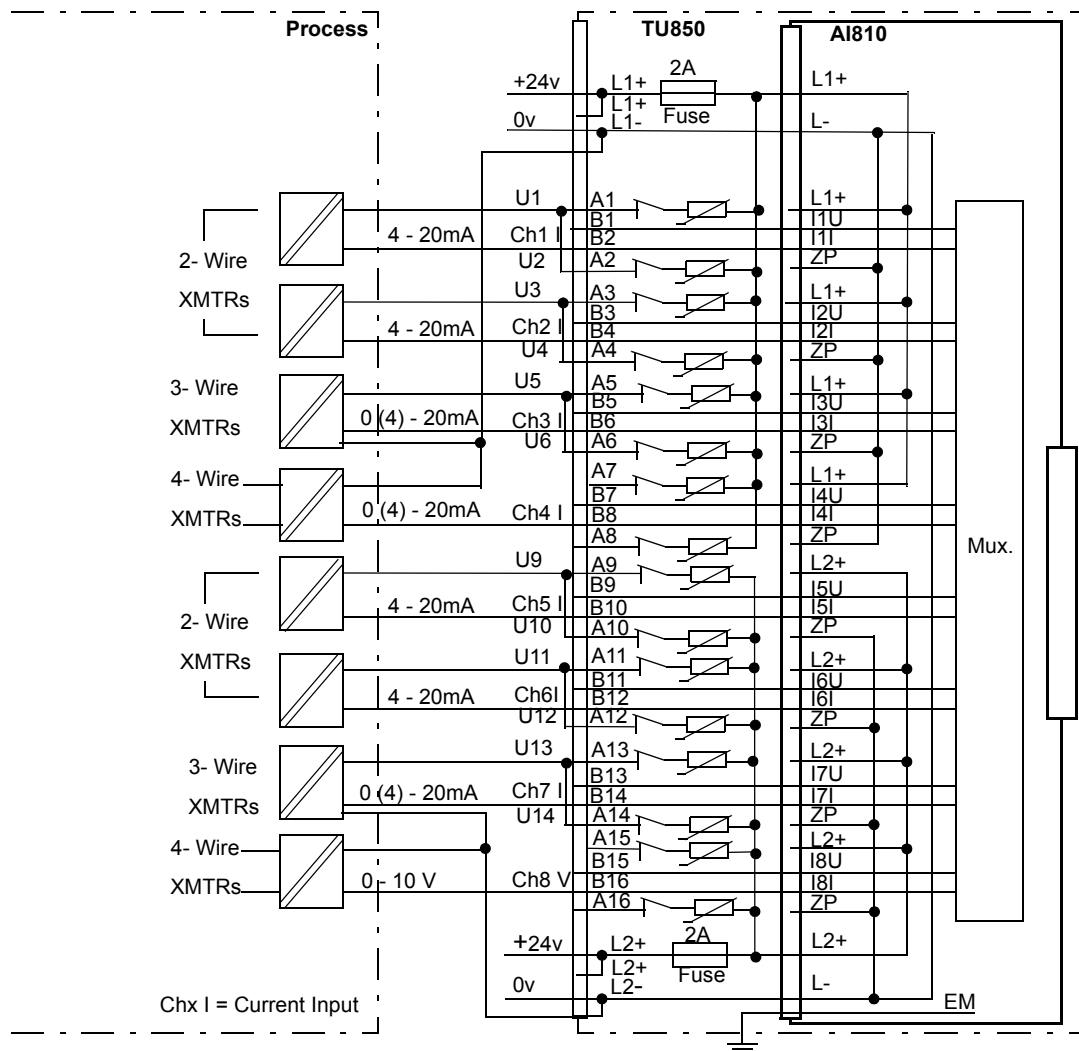 Process
TU850
AI810
2A
+24v
L1+
L1+
L1+
Fuse
0v
L1-
L-
U1
A1
L1+
B1
I1U
4 - 20mA
Ch1 I
B2
I1I
2- Wire
U2
A2
ZP
XMTRs
U3
A3
L1+
B3
I2U
4 - 20mA
Ch2 I
B4
I2I
U4
A4
ZP
3- Wire
U5
A5
L1+
B5
I3U
XMTRs
0 (4) - 20mA
Ch3 I
B6
I3I
U6
A6
ZP
4- Wire
A7
L1+
B7
I4U
XMTRs
0 (4) - 20mA
Ch4 I
B8
I4I
A8
ZP
Mux.
U9
A9
L2+
B9
I5U
4 - 20mA
Ch5 I
B10
I5I
2- Wire
U10
A10
ZP
XMTRs
U11
A11
L2+
B11
I6U
4 - 20mA
Ch6I
B12
I6I
U12
A12
ZP
3- Wire
U13
A13
L2+
B13
I7U
XMTRs
0 (4) - 20mA
Ch7 I
B14
I7I
U14
A14
ZP
4- Wire
A15
L2+
B15
I8U
XMTRs
0 - 10 V
Ch8 V
B16
I8I
A16
ZP
+24v
L2+
2A
L2+
L2+
Fuse
0v
L2-
L-
Chx I = Current Input
EM